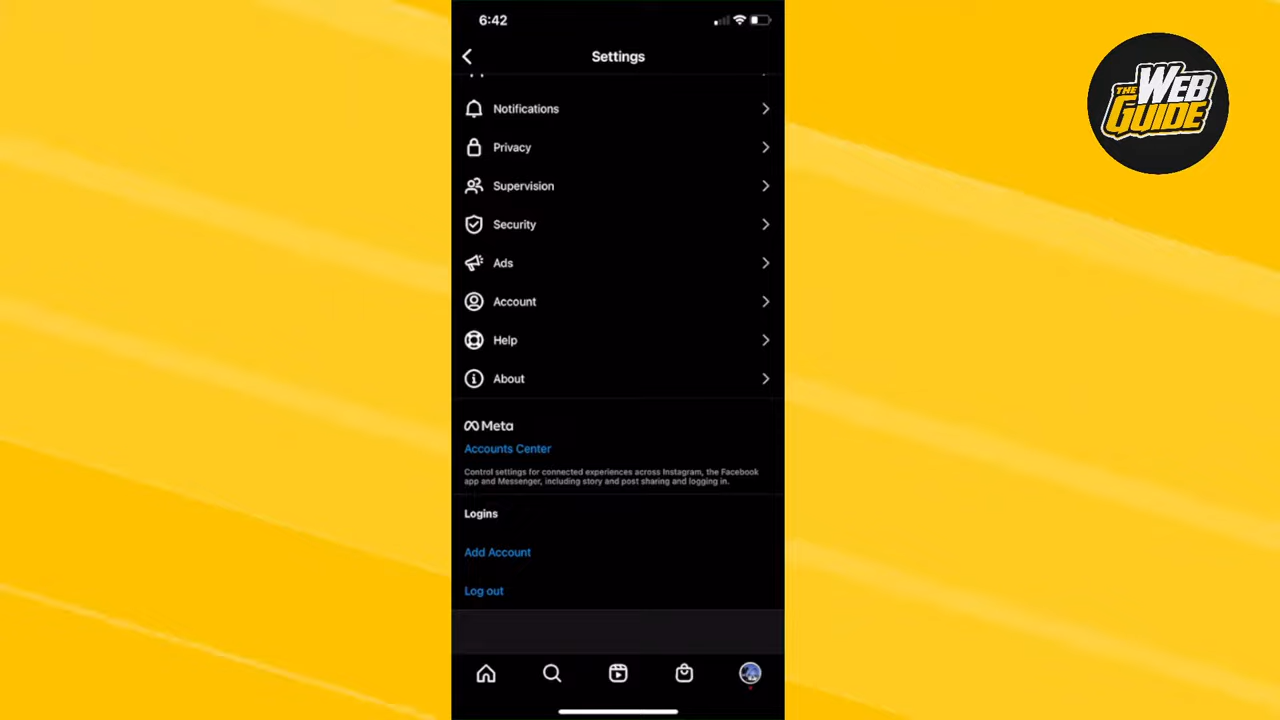 6:42
THE WEB
GUIDE
Settings
Notifications
Privacy
Supervision
Security
Ads
Account
Help
About
Meta
Accounts Center
Control settings for connected experiences across Instagram, the Facebook
app and Messenger, including story and post sharing and logging in.
Logins
Add Account
Log out